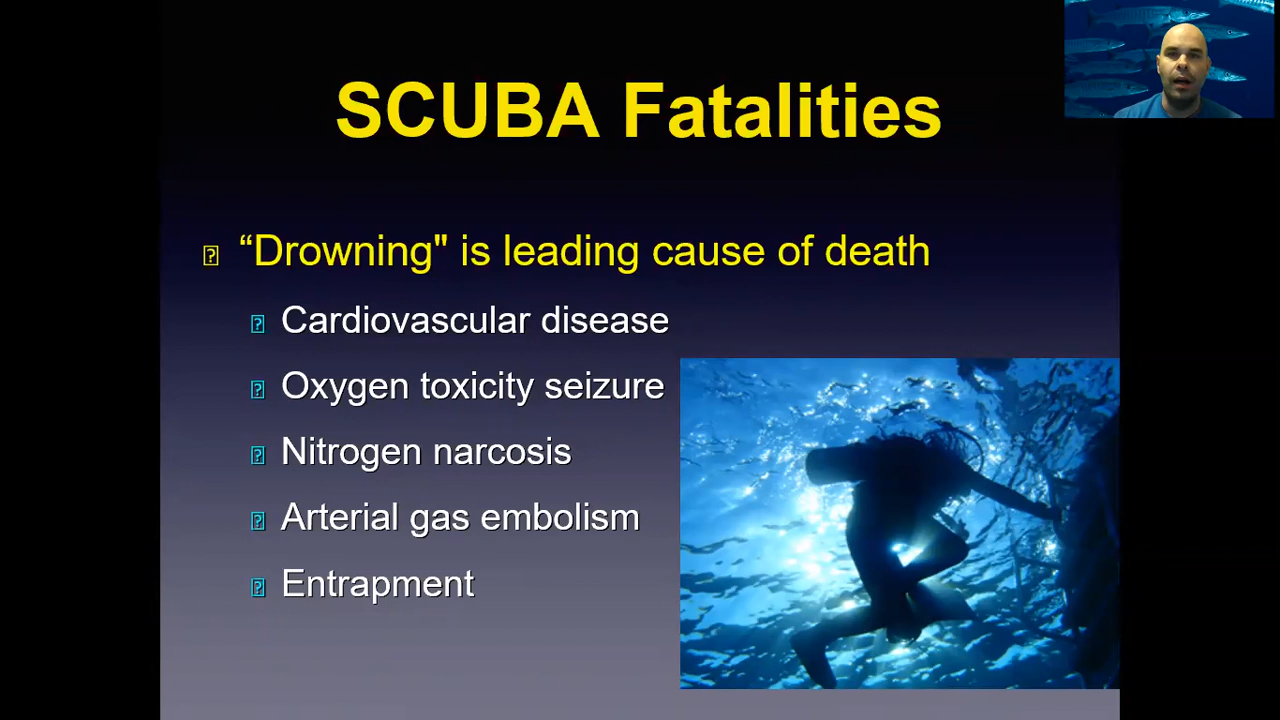 SCUBA Fatalities
“Drowning" is leading cause of death
Cardiovascular disease
Oxygen toxicity seizure
Nitrogen narcosis
Arterial gas embolism
Entrapment